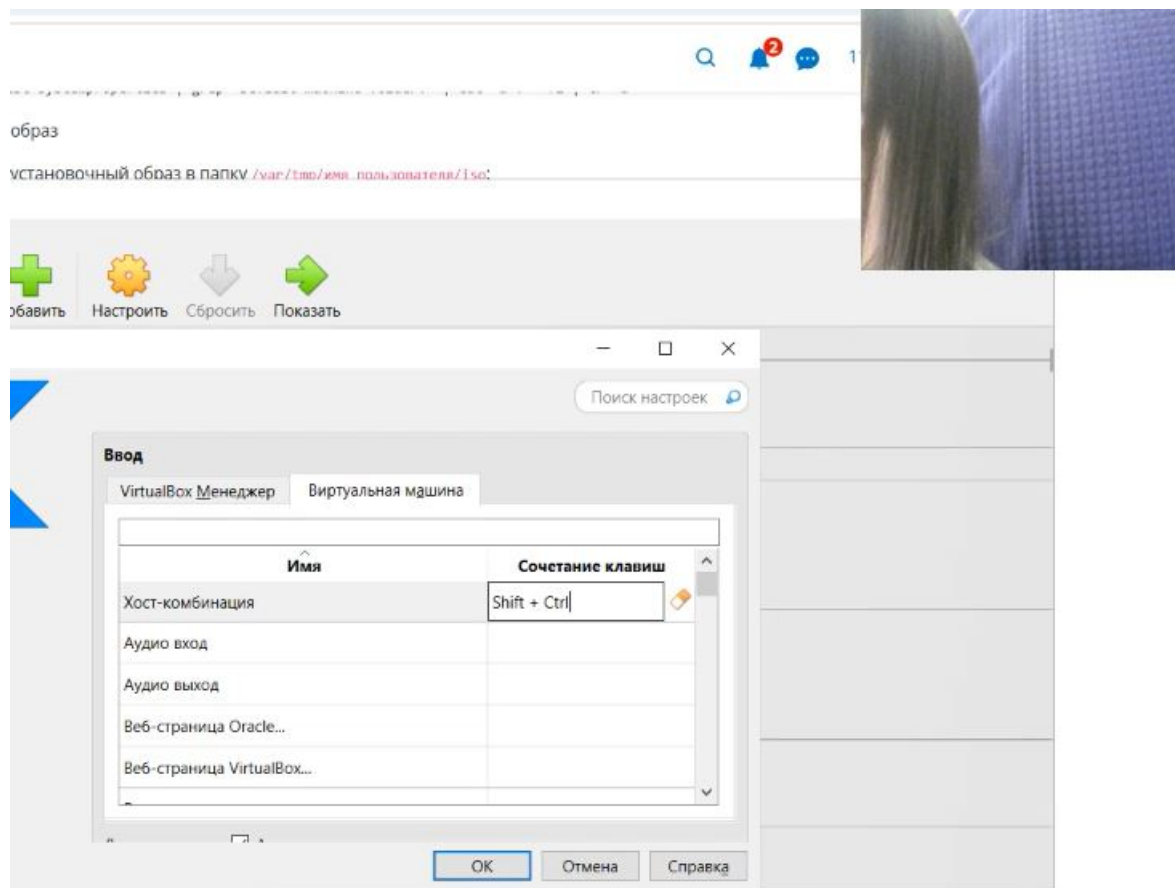 2
образ
установочный образ в папку /var/tmp/имя_пользователя/iso:
Настроить
Сбросить
Показать
Поиск настроек
Ввод
VirtualBox Менеджер
Виртуальная машина
Имя
Сочетание клавиш
Хост-комбинация
Shift + Ctrl
Аудио вход
Аудио выход
Веб-страница Oracle...
Веб-страница VirtualBox...
OK
Отмена
Справка